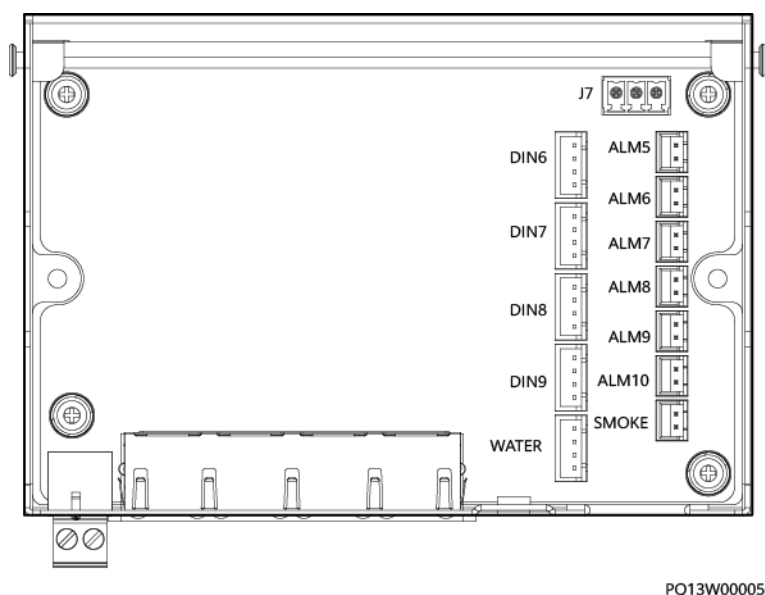 J7
DIN6
ALM5
ALM6
DIN7
ALM7
ALM8
DIN8
ALM9
DIN9
ALM10
SMOKE
WATER
PO13W00005